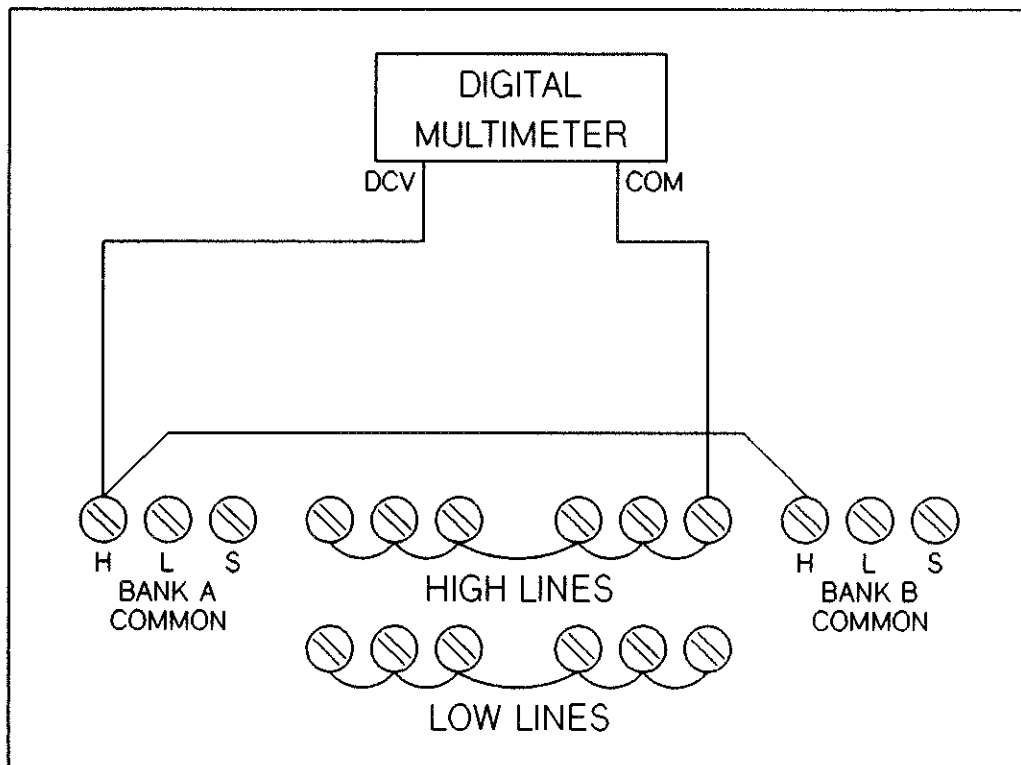 DIGITAL
MULTIMETER
DCV
COM
H L S
BANK A
COMMON
HIGH LINES
H L S
BANK B
COMMON
LOW LINES